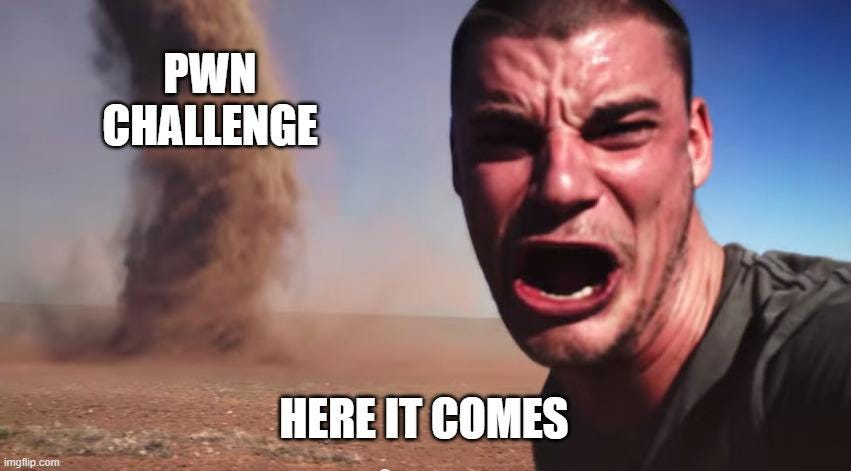 PWN
CHALLENGE
HERE IT COMES
imgflip.com